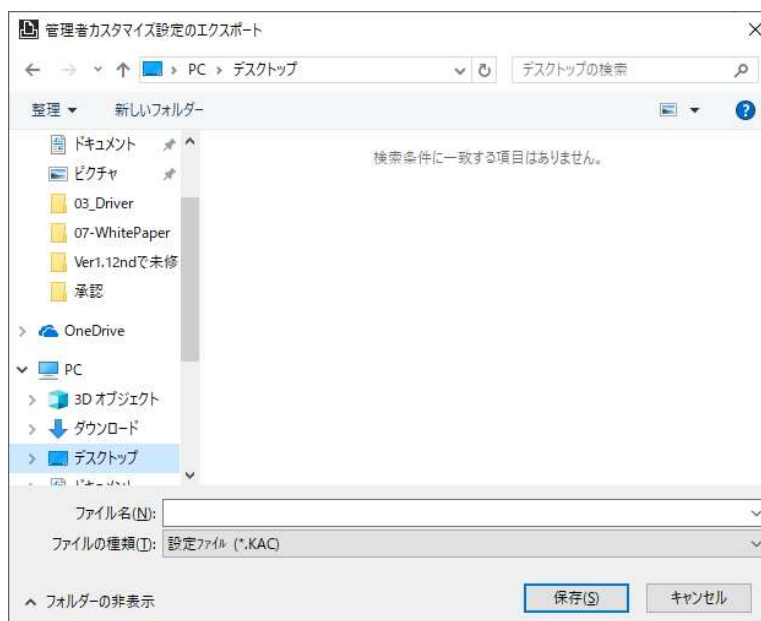 管理者カスタマイズ設定のエクスポート
PC > デスクトップ
デスクトップの検索
整理
新しいフォルダー
ドキュメント
ピクチャ
03_Driver
07-WhitePaper
Ver1.12ndで未修
承認
OneDrive
PC
3D オブジェクト
ダウンロード
デスクトップ
検索条件に一致する項目はありません。
ファイル名(N):
ファイルの種類(T): 設定ファイル (*.KAC)
フォルダーの非表示
保存(S)
キャンセル